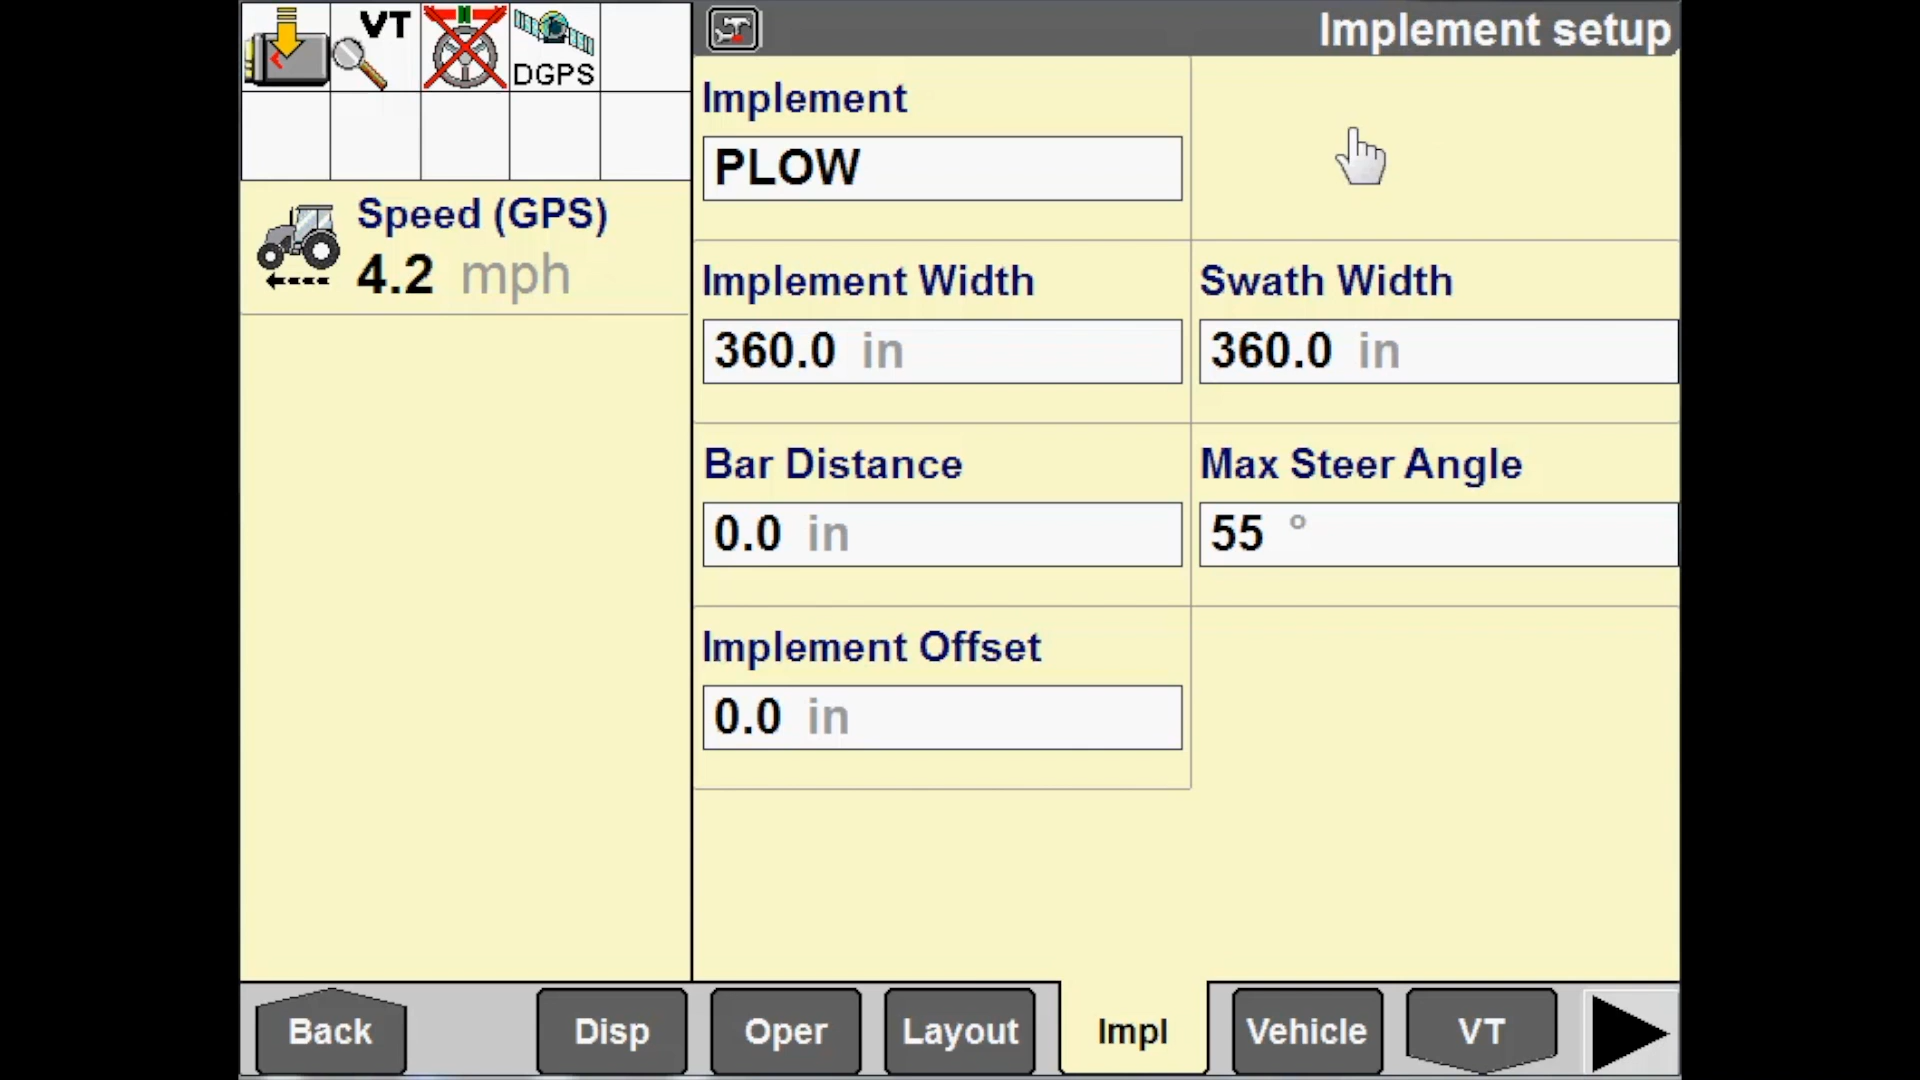 VT
DGPS
Speed (GPS)
4.2 mph
Implement setup
Implement
PLOW
Implement Width
360.0 in
Swath Width
360.0 in
Bar Distance
0.0 in
Max Steer Angle
55 °
Implement Offset
0.0 in
Back
Disp
Oper
Layout
Impl
Vehicle
VT